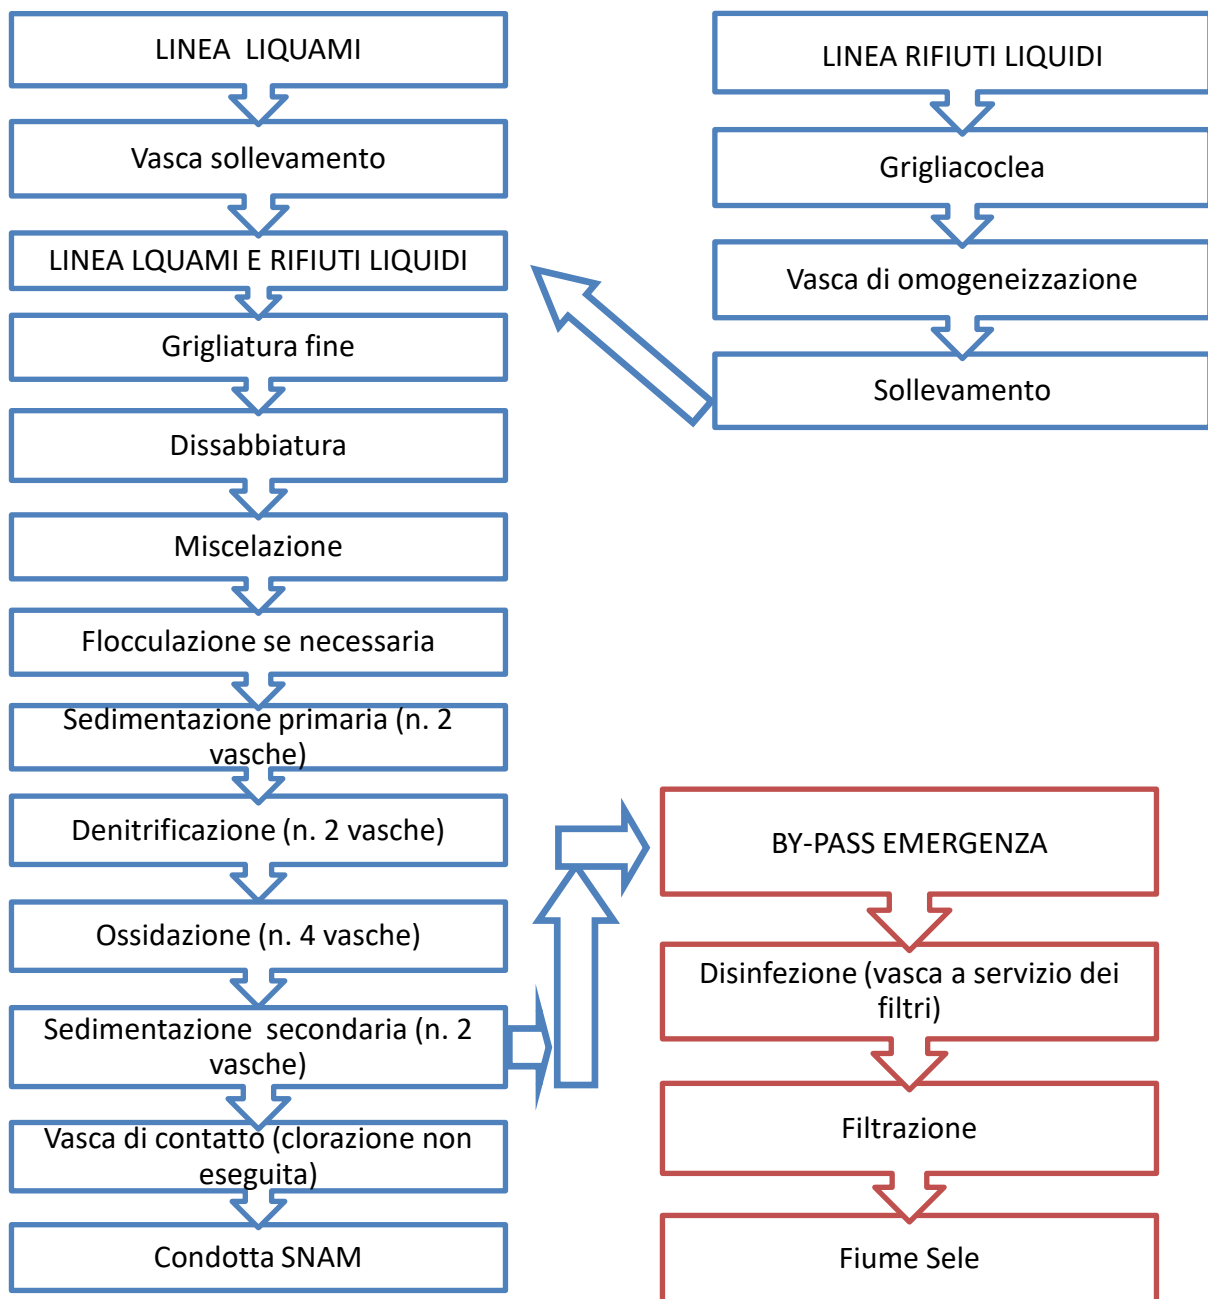 LINEA LIQUAMI
Vasca sollevamento
LINEA LQUAMI E RIFIUTI LIQUIDI
Grigliatura fine
Dissabbiatura
Miscelazione
Flocculazione se necessaria
Sedimentazione primaria (n. 2
vasche)
Denitrificazione (n. 2 vasche)
Ossidazione (n. 4 vasche)
Sedimentazione secondaria (n. 2
vasche)
Vasca di contatto (clorazione non
eseguita)
Condotta SNAM
LINEA RIFIUTI LIQUIDI
Grigliacoclea
Vasca di omogeneizzazione
Sollevamento
BY-PASS EMERGENZA
Disinfezione (vasca a servizio dei
filtri)
Filtrazione
Fiume Sele